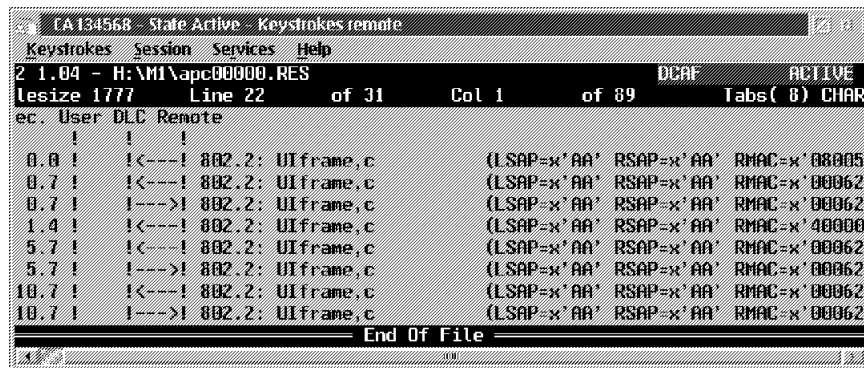 CA134568 - State Active - Keystrokes remote
Keystrokes Session Services Help
2 1.04 - H:\M1\apc00000.RES DCAF ACTIVE
lesize 1777 Line 22 of 31 Col 1 of 89 Tabs( 8) CHAR
ec. User DLC Remote
! ! !
0.0 ! !<---! 802.2: UIframe,c (LSAP=x'AA' RSAP=x'AA' RMAC=x'08005
0.7 ! !<---! 802.2: UIframe,c (LSAP=x'AA' RSAP=x'AA' RMAC=x'00062
0.7 ! !--->! 802.2: UIframe,c (LSAP=x'AA' RSAP=x'AA' RMAC=x'00062
1.4 ! !<---! 802.2: UIframe,c (LSAP=x'AA' RSAP=x'AA' RMAC=x'40000
5.7 ! !<---! 802.2: UIframe,c (LSAP=x'AA' RSAP=x'AA' RMAC=x'00062
5.7 ! !--->! 802.2: UIframe,c (LSAP=x'AA' RSAP=x'AA' RMAC=x'00062
10.7 ! !<---! 802.2: UIframe,c (LSAP=x'AA' RSAP=x'AA' RMAC=x'00062
10.7 ! !--->! 802.2: UIframe,c (LSAP=x'AA' RSAP=x'AA' RMAC=x'00062
End Of File